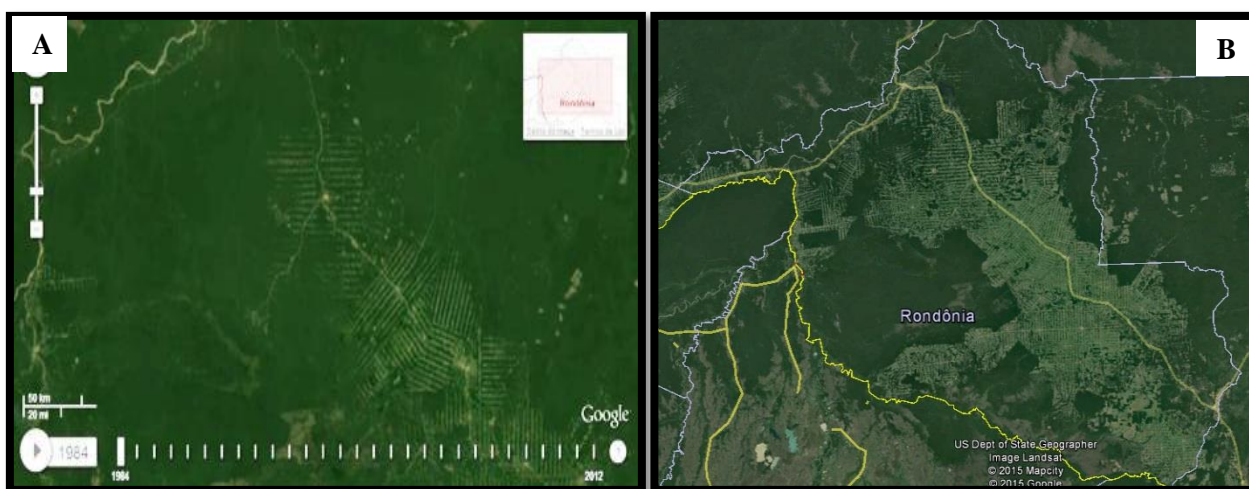 A
Rondônia
50 km
20 mi
Google
1984
1984
2012
B
Rondônia
US Dept of State Geographer
Image Landsat
© 2015 Mapcity
© 2015 Google